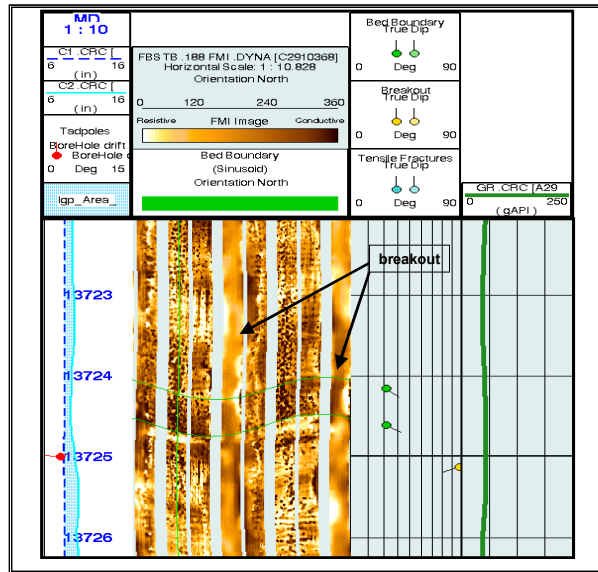 MD
1 : 10
C1 .CRC [
6 16
(in)
C2 .CRC [
6 16
(in)
Tadpoles
BoreHole drift
BoreHole
0 Deg 15
Igp_Area_
FBS TB .188 FMI .DYNA [C2910368]
Horizontal Scale: 1 : 10.828
Orientation North
0 120 240 360
Resistive FMI Image Conductive
Bed Boundary
(Sinusoid)
Orientation North
Bed Boundary
True Dip
0 Deg 90
Breakout
True Dip
0 Deg 90
Tensile Fractures
True Dip
0 Deg 90
GR .CRC [A29
0 250
(gAPI)
breakout
13723
13724
13725
13726